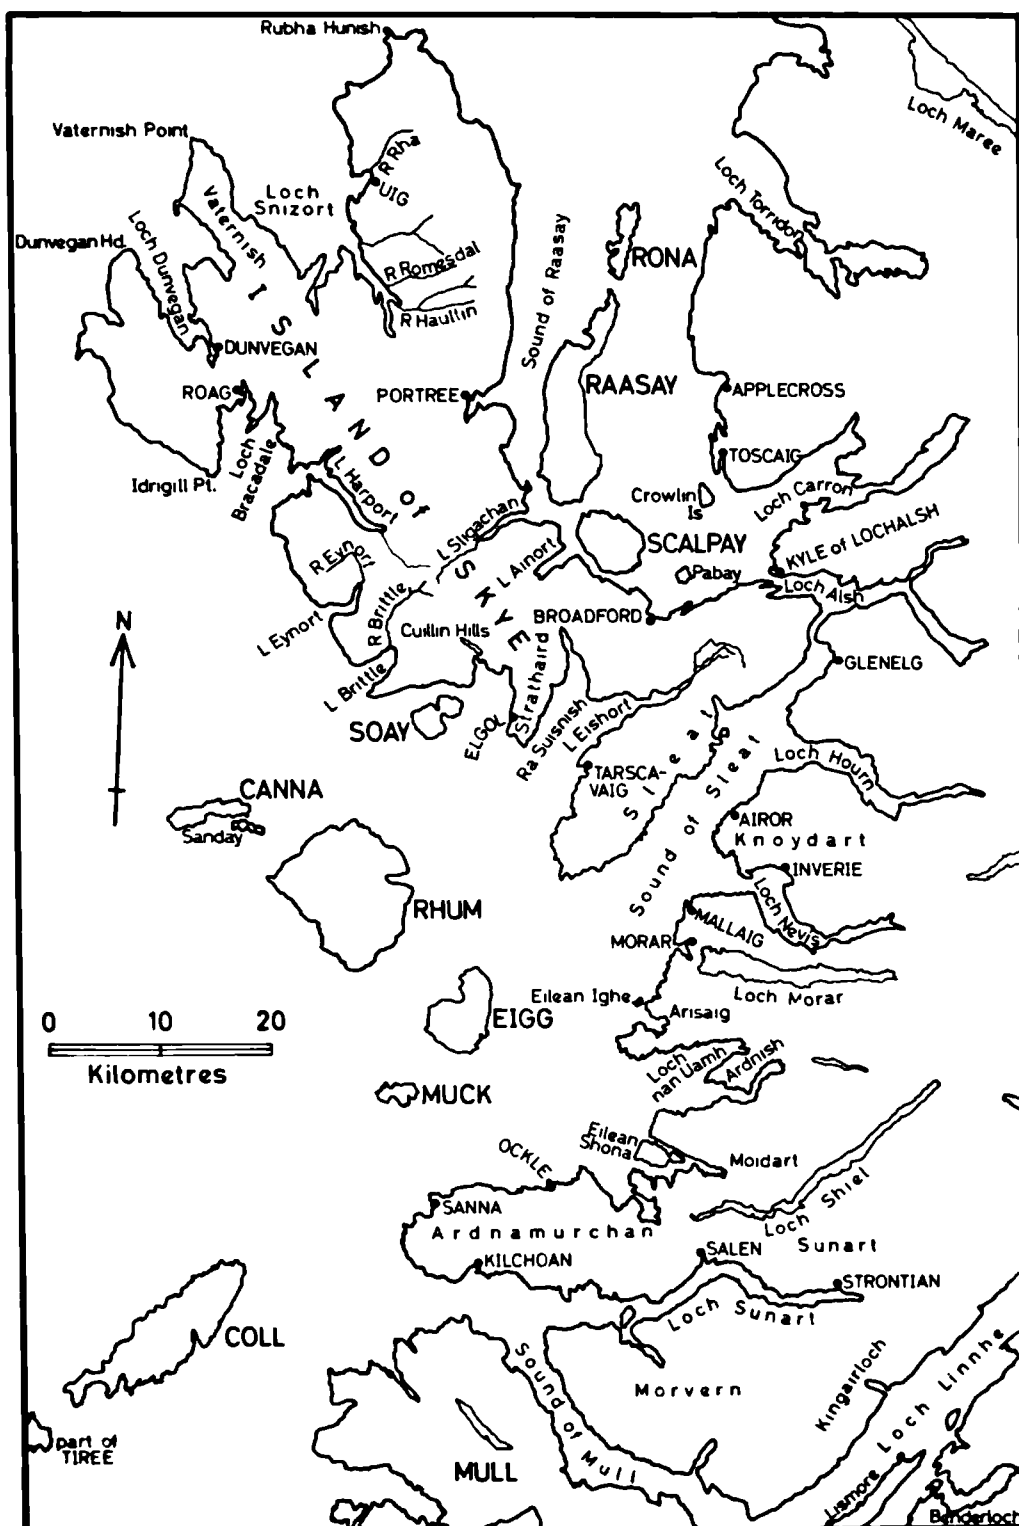 Rubha Hunish
Loch Maree
Vaternish Point
R Rha
UIG
Loch
Snizort
Vaternish
Loch Torridon
Dunvegan Hd.
Loch Dunvegan
Sound of Raasay
RONA
R Romesdal
R Haultin
DUNVEGAN
ISLAND of SKYE
ROAG
PORTREE
RAASAY
APPLECROSS
TOSCAIG
Idrigill Pt.
Loch
Bracadale
L Harport
Crowlin
Is
Loch Carron
L Sligachan
L Ainort
SCALPAY
KYLE of LOCHALSH
R Eynort
Pabay
Loch Alsh
R Brittle
BROADFORD
L Eynort
Cuillin Hills
Strathaird
GLENELG
L Brittle
SOAY
ELGOL
Ra Suisnish
L Eishort
N
TARSCA-
VAIG
Sleat
Sound of Sleat
Loch Hourn
CANNA
Sanday
AIROR
Knoydart
INVERIE
RHUM
Loch Nevis
MALLAIG
MORAR
Loch Morar
Eilean Ighe
Arisaig
EIGG
0 10 20
Kilometres
Loch
nan Uamh
Ardnish
MUCK
Eilean
Shona
Moidart
OCKLE
SANNA
Ardnamurchan
Loch Shiel
Sunart
KILCHOAN
SALEN
STRONTIAN
Loch Sunart
COLL
Sound of Mull
Morvern
Kingairloch
Loch Linnhe
part of
TIREE
MULL
Lismore
Benderloch